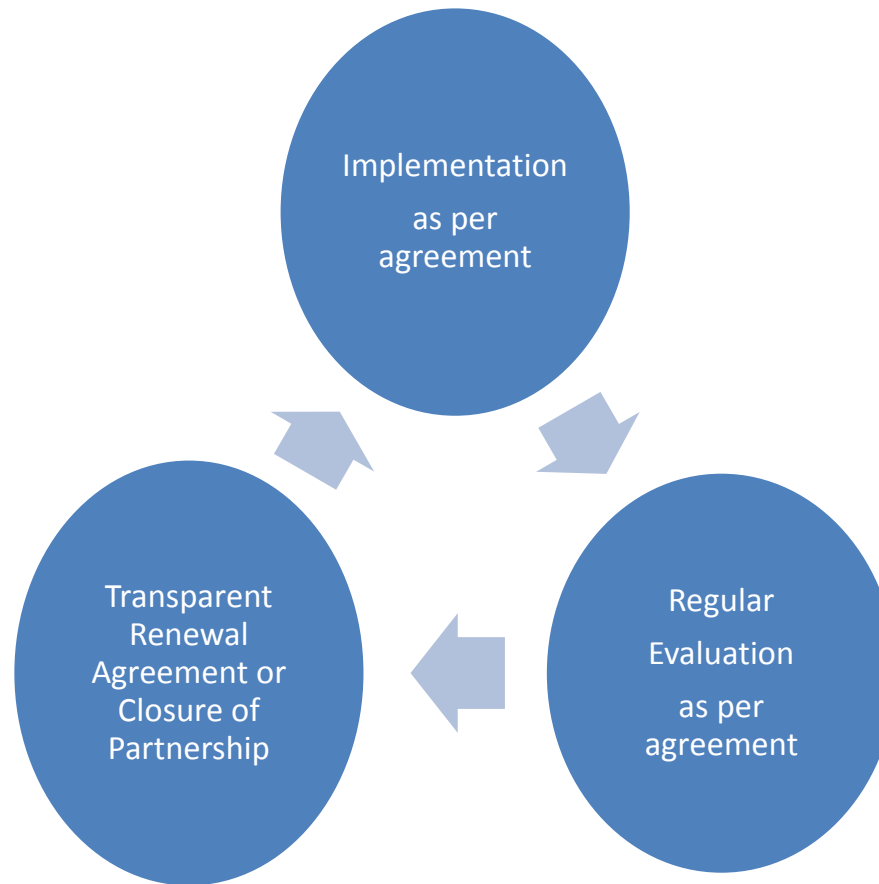 Implementation
as per
agreement
Regular
Evaluation
as per
agreement
Transparent
Renewal
Agreement or
Closure of
Partnership